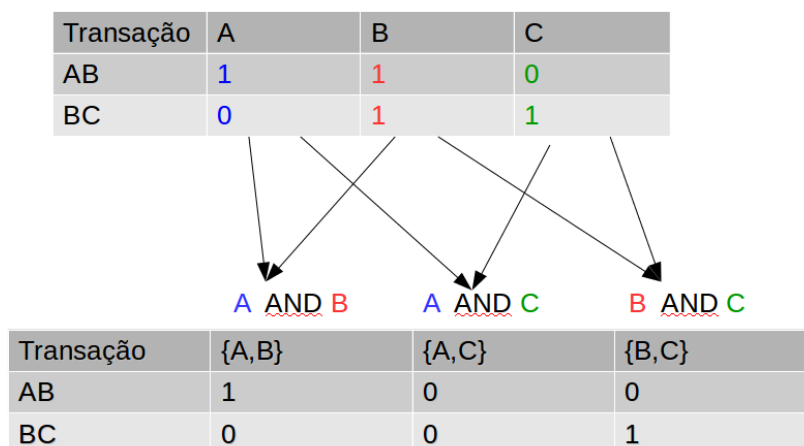 Transação A B C
AB 1 1 0
BC 0 1 1
A AND B A AND C B AND C
Transação {A,B} {A,C} {B,C}
AB 1 0 0
BC 0 0 1